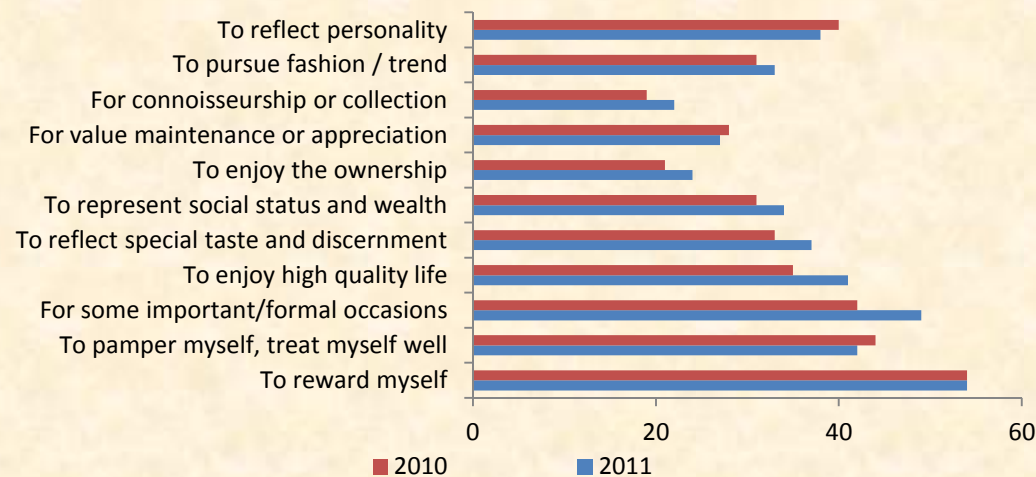 To reflect personality
To pursue fashion / trend
For connoisseurship or collection
For value maintenance or appreciation
To enjoy the ownership
To represent social status and wealth
To reflect special taste and discernment
To enjoy high quality life
For some important/formal occasions
To pamper myself, treat myself well
To reward myself
0 20 40 60
2010 2011